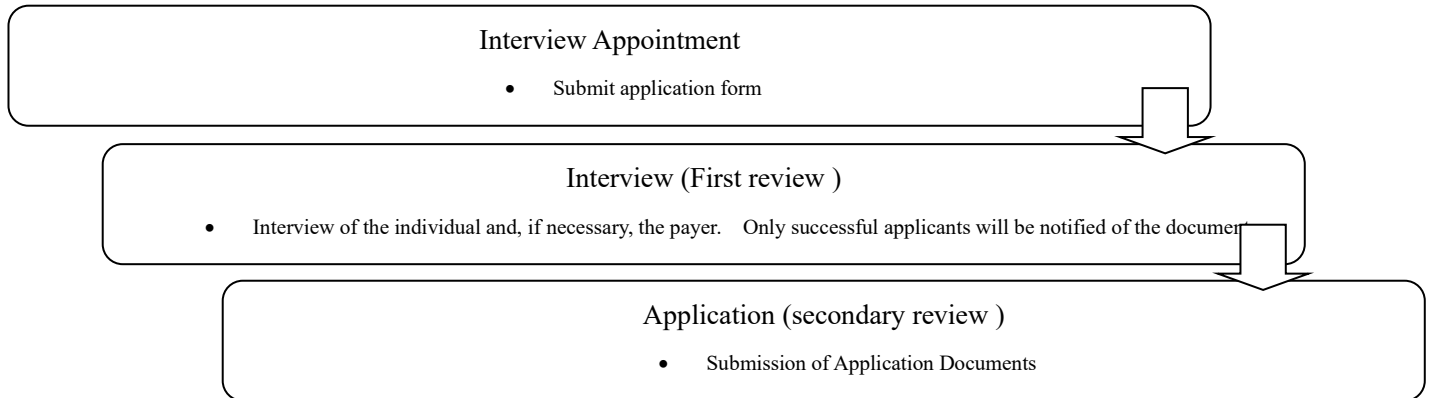 Interview Appointment
• Submit application form
Interview (First review )
• Interview of the individual and, if necessary, the payer. Only successful applicants will be notified of the document
Application (secondary review )
• Submission of Application Documents